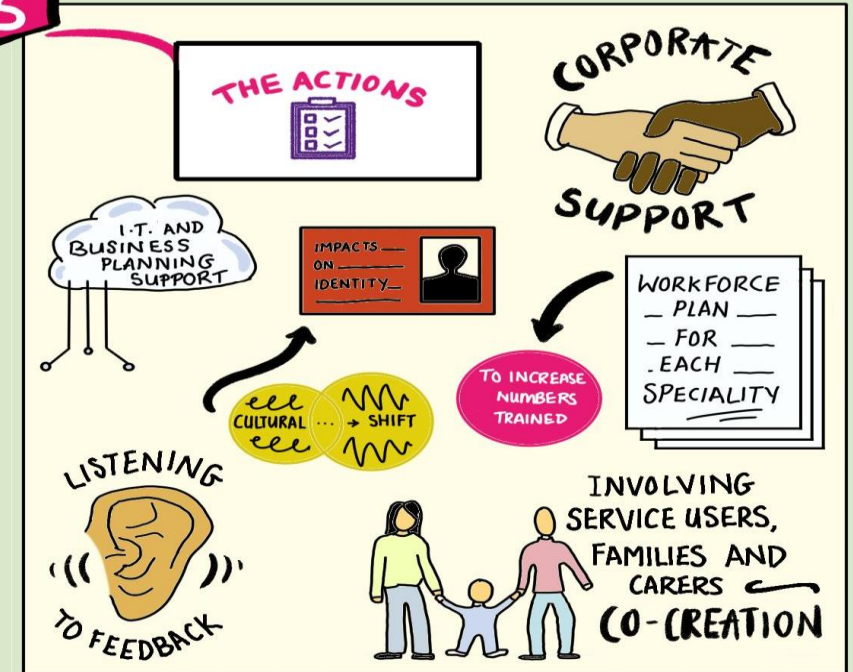 S
THE ACTIONS
CORPORATE
SUPPORT
I.T. AND
BUSINESS
PLANNING
SUPPORT
IMPACTS
ON
IDENTITY
WORKFORCE
PLAN
FOR
EACH
SPECIALITY
TO INCREASE
NUMBERS
TRAINED
CULTURAL ... → SHIFT
LISTENING
TO FEEDBACK
INVOLVING
SERVICE USERS,
FAMILIES AND
CARERS
CO-CREATION